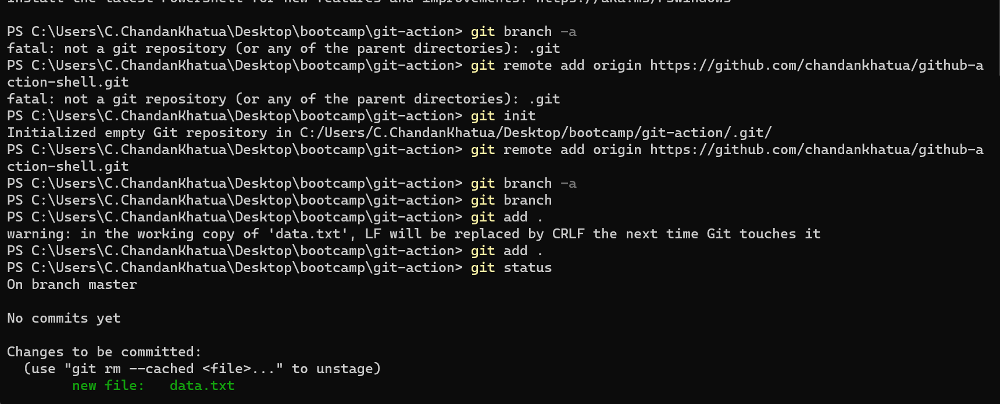 Install the latest PowerShell for new features and improvements! https://aka.ms/PSWindows
PS C:\Users\C.ChandanKhatua\Desktop\bootcamp\git-action> git branch -a
fatal: not a git repository (or any of the parent directories): .git
PS C:\Users\C.ChandanKhatua\Desktop\bootcamp\git-action> git remote add origin https://github.com/chandankhatua/github-a
ction-shell.git
fatal: not a git repository (or any of the parent directories): .git
PS C:\Users\C.ChandanKhatua\Desktop\bootcamp\git-action> git init
Initialized empty Git repository in C:/Users/C.ChandanKhatua/Desktop/bootcamp/git-action/.git/
PS C:\Users\C.ChandanKhatua\Desktop\bootcamp\git-action> git remote add origin https://github.com/chandankhatua/github-a
ction-shell.git
PS C:\Users\C.ChandanKhatua\Desktop\bootcamp\git-action> git branch -a
PS C:\Users\C.ChandanKhatua\Desktop\bootcamp\git-action> git branch
PS C:\Users\C.ChandanKhatua\Desktop\bootcamp\git-action> git add .
warning: in the working copy of 'data.txt', LF will be replaced by CRLF the next time Git touches it
PS C:\Users\C.ChandanKhatua\Desktop\bootcamp\git-action> git add .
PS C:\Users\C.ChandanKhatua\Desktop\bootcamp\git-action> git status
On branch master
No commits yet
Changes to be committed:
(use "git rm --cached <file>..." to unstage)
new file: data.txt